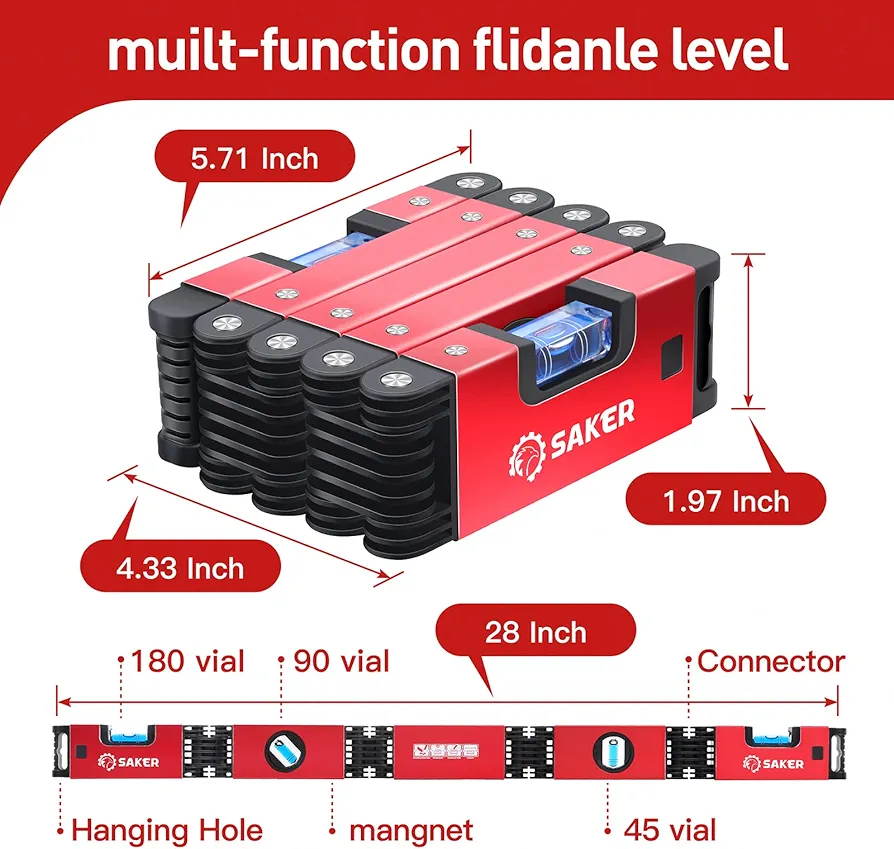 muilt-function flidanle level
5.71 Inch
SAKER
1.97 Inch
4.33 Inch
28 Inch
180 vial
90 vial
Connector
SAKER
SAKER
Hanging Hole
mangnet
45 vial